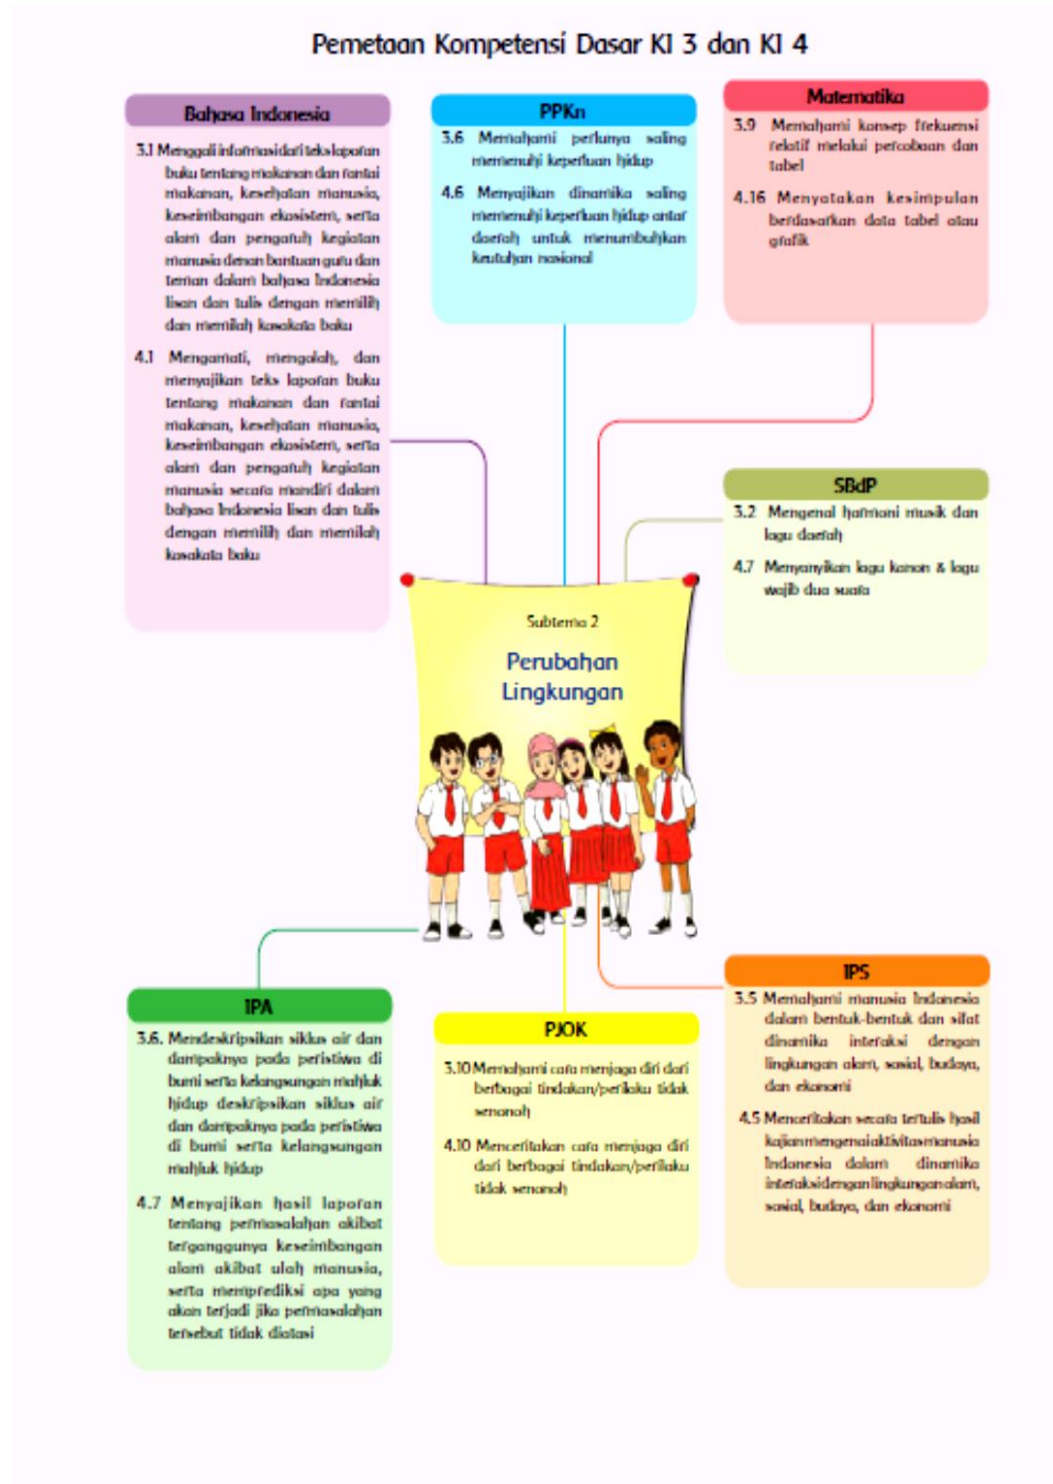 Pemetaan Kompetensi Dasar KI 3 dan KI 4
Bahasa Indonesia
3.1 Menggali informasi dari teks laporan
buku tentang makanan dan rantai
makanan, kesehatan manusia,
keseimbangan ekosistem, serta
alam dan pengaruh kegiatan
manusia denan bantuan guru dan
teman dalam bahasa Indonesia
lisan dan tulis dengan memilih
dan memilah kosakata baku
4.1 Mengamati, mengolah, dan
menyajikan teks laporan buku
tentang makanan dan rantai
makanan, kesehatan manusia,
keseimbangan ekosistem, serta
alam dan pengaruh kegiatan
manusia secara mandiri dalam
bahasa Indonesia lisan dan tulis
dengan memilih dan memilah
kosakata baku
PPKn
3.6 Memahami perlunya saling
memenuhi keperluan hidup
4.6 Menyajikan dinamika saling
memenuhi keperluan hidup antar
daerah untuk menumbuhkan
keutuhan nasional
Matematika
3.9 Memahami konsep frekuensi
relatif melalui percobaan dan
tabel
4.16 Menyatakan kesimpulan
berdasarkan data tabel atau
grafik
SBdP
3.2 Mengenal harmoni musik dan
lagu daerah
4.7 Menyanyikan lagu kanon & lagu
wajib dua suara
Subtema 2
Perubahan
Lingkungan
IPA
3.6. Mendeskripsikan siklus air dan
dampaknya pada peristiwa di
bumi serta kelangsungan mahluk
hidup deskripsikan siklus air
dan dampaknya pada peristiwa
di bumi serta kelangsungan
mahluk hidup
4.7 Menyajikan hasil laporan
tentang permasalahan akibat
terganggunya keseimbangan
alam akibat ulah manusia,
serta memprediksi apa yang
akan terjadi jika permasalahan
tersebut tidak diatasi
PJOK
3.10 Memahami cara menjaga diri dari
berbagai tindakan/perilaku tidak
senonoh
4.10 Menceritakan cara menjaga diri
dari berbagai tindakan/perilaku
tidak senonoh
IPS
3.5 Memahami manusia Indonesia
dalam bentuk-bentuk dan sifat
dinamika interaksi dengan
lingkungan alam, sosial, budaya,
dan ekonomi
4.5 Menceritakan secara tertulis hasil
kajian mengenai aktivitas manusia
Indonesia dalam dinamika
interaksi dengan lingkungan alam,
sosial, budaya, dan ekonomi